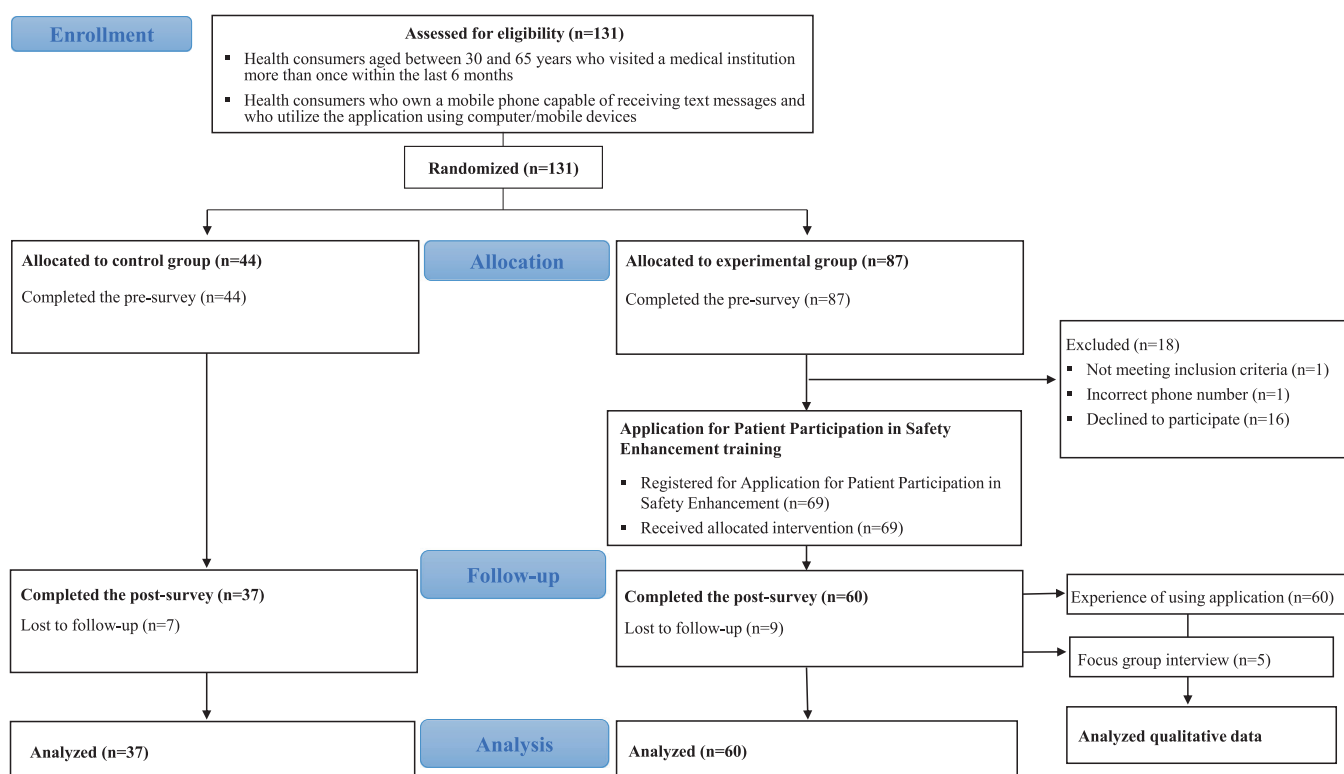 Enrollment
Assessed for eligibility (n=131)
▪ Health consumers aged between 30 and 65 years who visited a medical institution
more than once within the last 6 months
▪ Health consumers who own a mobile phone capable of receiving text messages and
who utilize the application using computer/mobile devices
Randomized (n=131)
Allocated to control group (n=44)
Completed the pre-survey (n=44)
Allocation
Allocated to experimental group (n=87)
Completed the pre-survey (n=87)
Excluded (n=18)
▪ Not meeting inclusion criteria (n=1)
▪ Incorrect phone number (n=1)
▪ Declined to participate (n=16)
Application for Patient Participation in Safety
Enhancement training
▪ Registered for Application for Patient Participation in
Safety Enhancement (n=69)
▪ Received allocated intervention (n=69)
Follow-up
Completed the post-survey (n=37)
Lost to follow-up (n=7)
Completed the post-survey (n=60)
Lost to follow-up (n=9)
Experience of using application (n=60)
Focus group interview (n=5)
Analysis
Analyzed (n=37)
Analyzed (n=60)
Analyzed qualitative data